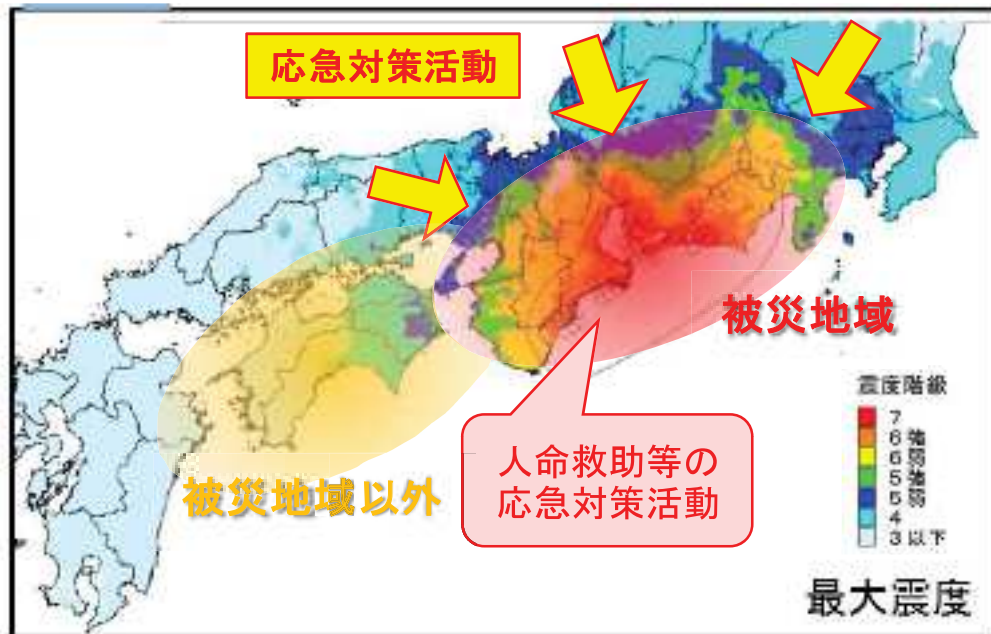 応急対策活動
被災地域
被災地域以外
人命救助等の
応急対策活動
震度階級
7
6強
6弱
5強
5弱
4
3以下
最大震度